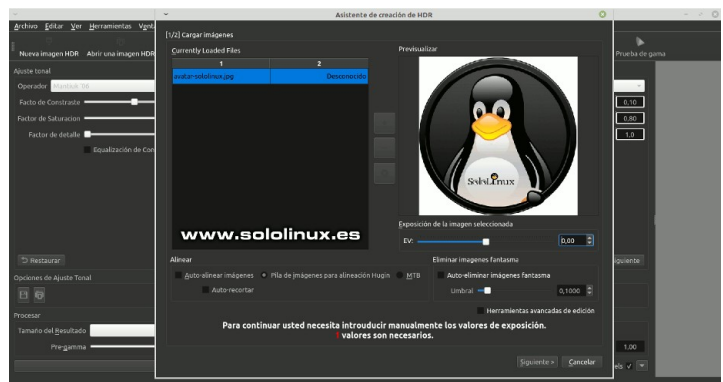 Asistente de creación de HDR
Archivo Editar Ver Herramientas Vent
Nueva imagen HDR Abrir una imagen HDR
Prueba de gama
Ajuste tonal
Operador Mantiuk '06
Facto de Constraste
0,10
Factor de Saturacion
0,80
Factor de detalle
1,0
Equalización de Con
Restaurar
iguiente
Opciones de Ajuste Tonal
Procesar
Tamaño del Resultado
Pre-gamma
1,00
els
[1/2] Cargar imágenes
Currently Loaded Files
1 2
avatar-sololinux.jpg Desconocido
www.sololinux.es
Previsualizar
SoloLinux
Exposición de la imagen seleccionada
EV: 0,00
Alinear
Auto-alinear imágenes Pila de imágenes para alineación Hugin MTB
Auto-recortar
Eliminar imagenes fantasma
Auto-eliminar imágenes fantasma
Umbral 0,1000
Herramientas avanzadas de edición
Para continuar usted necesita introuducir manualmente los valores de exposición.
1 valores son necesarios.
Siguiente > Cancelar